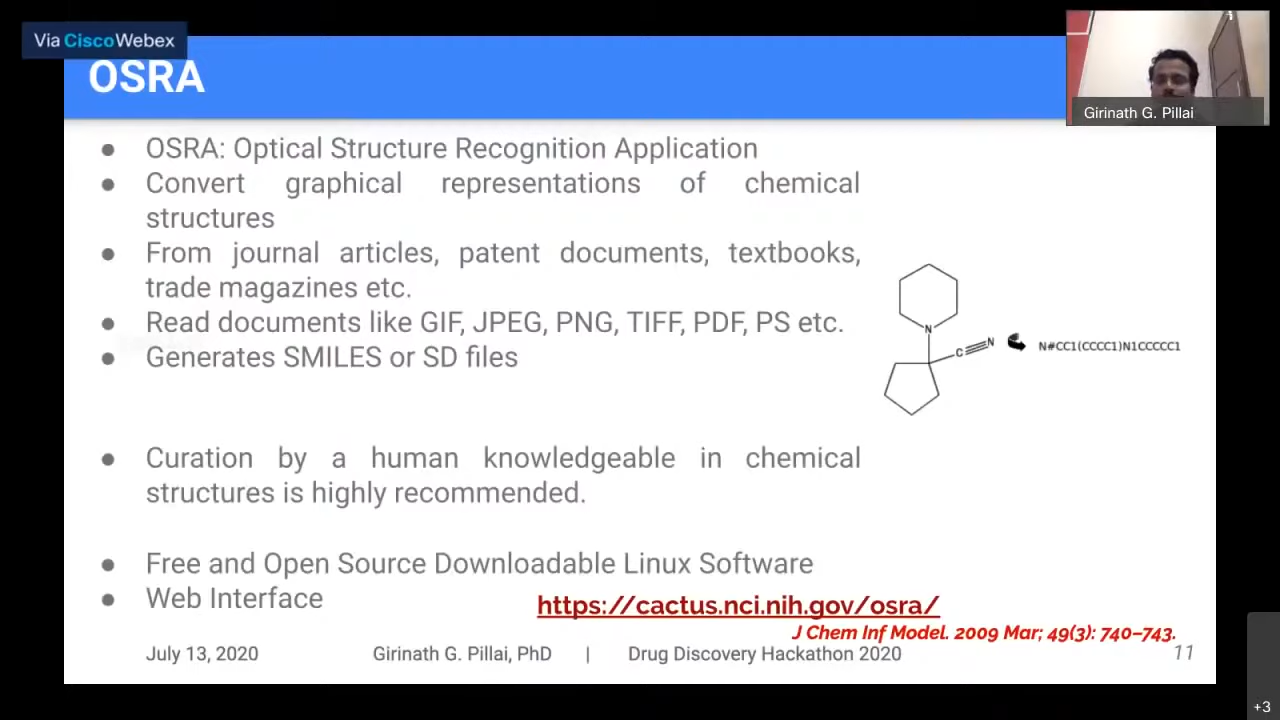 Via CiscoWebex
OSRA
Girinath G. Pillai
OSRA: Optical Structure Recognition Application
Convert graphical representations of chemical
structures
From journal articles, patent documents, textbooks,
trade magazines etc.
Read documents like GIF, JPEG, PNG, TIFF, PDF, PS etc.
Generates SMILES or SD files
N
C
N
N#CC1(CCCC1)N1CCCCC1
Curation by a human knowledgeable in chemical
structures is highly recommended.
Free and Open Source Downloadable Linux Software
Web Interface
https://cactus.nci.nih.gov/osra/
J Chem Inf Model. 2009 Mar; 49(3): 740–743.
July 13, 2020 Girinath G. Pillai, PhD | Drug Discovery Hackathon 2020 11
+3